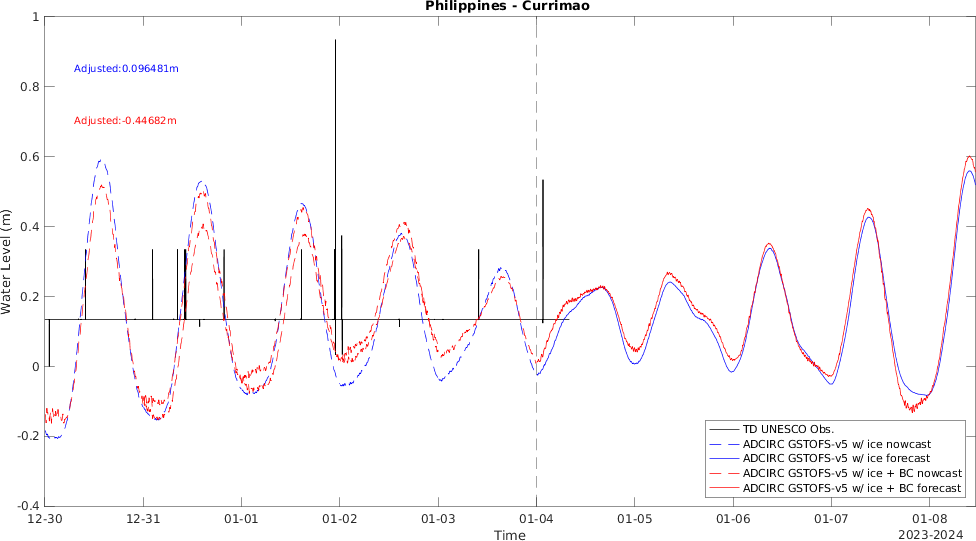 Philippines - Currimao
Adjusted:0.096481m
Adjusted:-0.44682m
Water Level (m)
1
0.8
0.6
0.4
0.2
0
-0.2
-0.4
12-30 12-31 01-01 01-02 01-03 01-04 01-05 01-06 01-07 01-08
Time
2023-2024
TD UNESCO Obs.
ADCIRC GSTOFS-v5 w/ ice nowcast
ADCIRC GSTOFS-v5 w/ ice forecast
ADCIRC GSTOFS-v5 w/ ice + BC nowcast
ADCIRC GSTOFS-v5 w/ ice + BC forecast